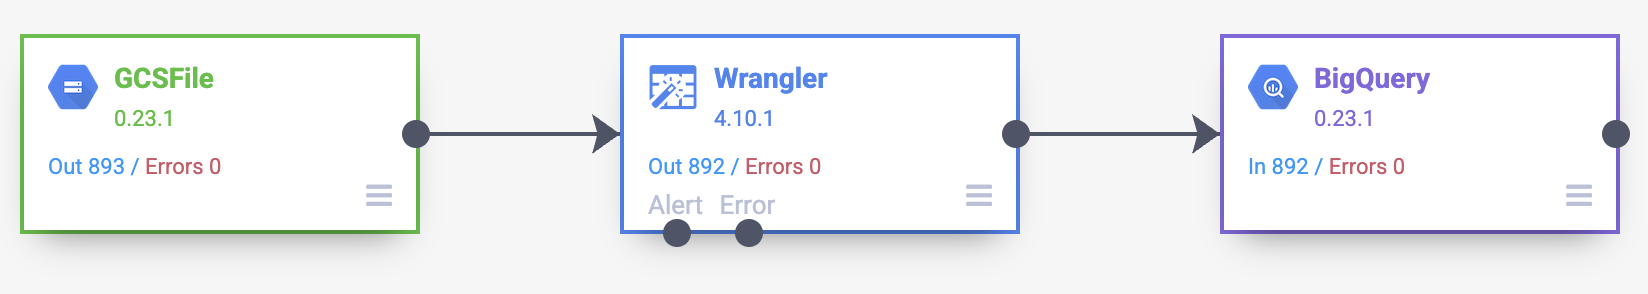 GCSFile
0.23.1
Out 893 / Errors 0
Wrangler
4.10.1
Out 892 / Errors 0
Alert Error
BigQuery
0.23.1
In 892 / Errors 0